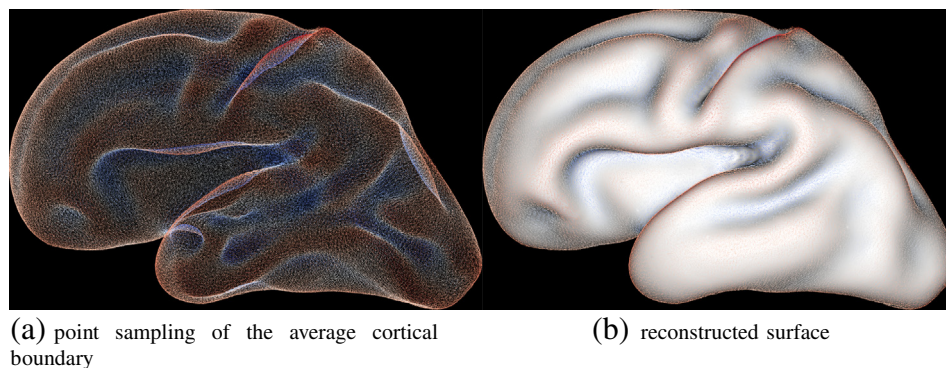 (a) point sampling of the average cortical
boundary
(b) reconstructed surface